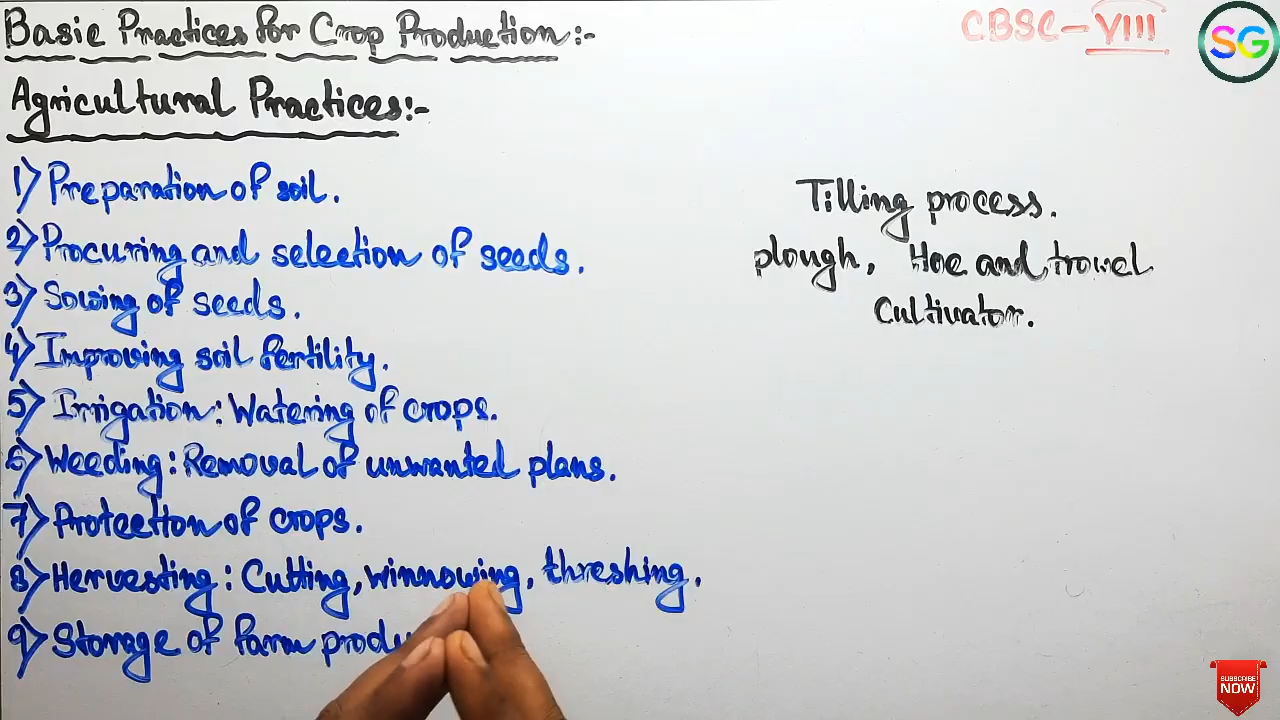 Basic Practices for Crop Production:-
CBSC-VIII
SG
Agricultural Practices:-
1) Preparation of soil.
2) Procuring and selection of seeds.
3) Sowing of seeds.
4) Improving soil fertility.
5) Irrigation: Watering of crops.
6) Weeding: Removal of unwanted plans.
7) Protection of crops.
8) Hervesting: Cutting, winnowing, threshing.
9) Storage of farm
Tilling process.
plough, Hoe and trowel
Cultivator.
SUBSCRIBE
NOW